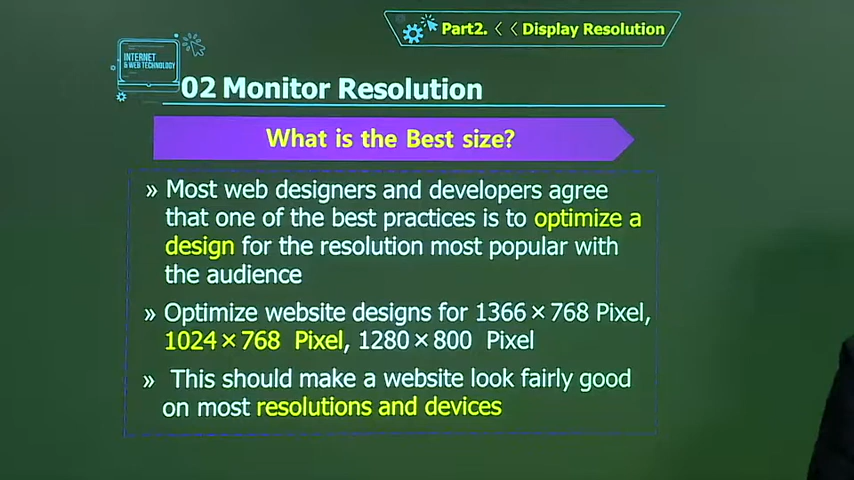 Part2. 〈〈 Display Resolution
INTERNET
& WEB TECHNOLOGY
02 Monitor Resolution
What is the Best size?
» Most web designers and developers agree
that one of the best practices is to optimize a
design for the resolution most popular with
the audience
» Optimize website designs for 1366 × 768 Pixel,
1024 × 768 Pixel, 1280 × 800 Pixel
» This should make a website look fairly good
on most resolutions and devices